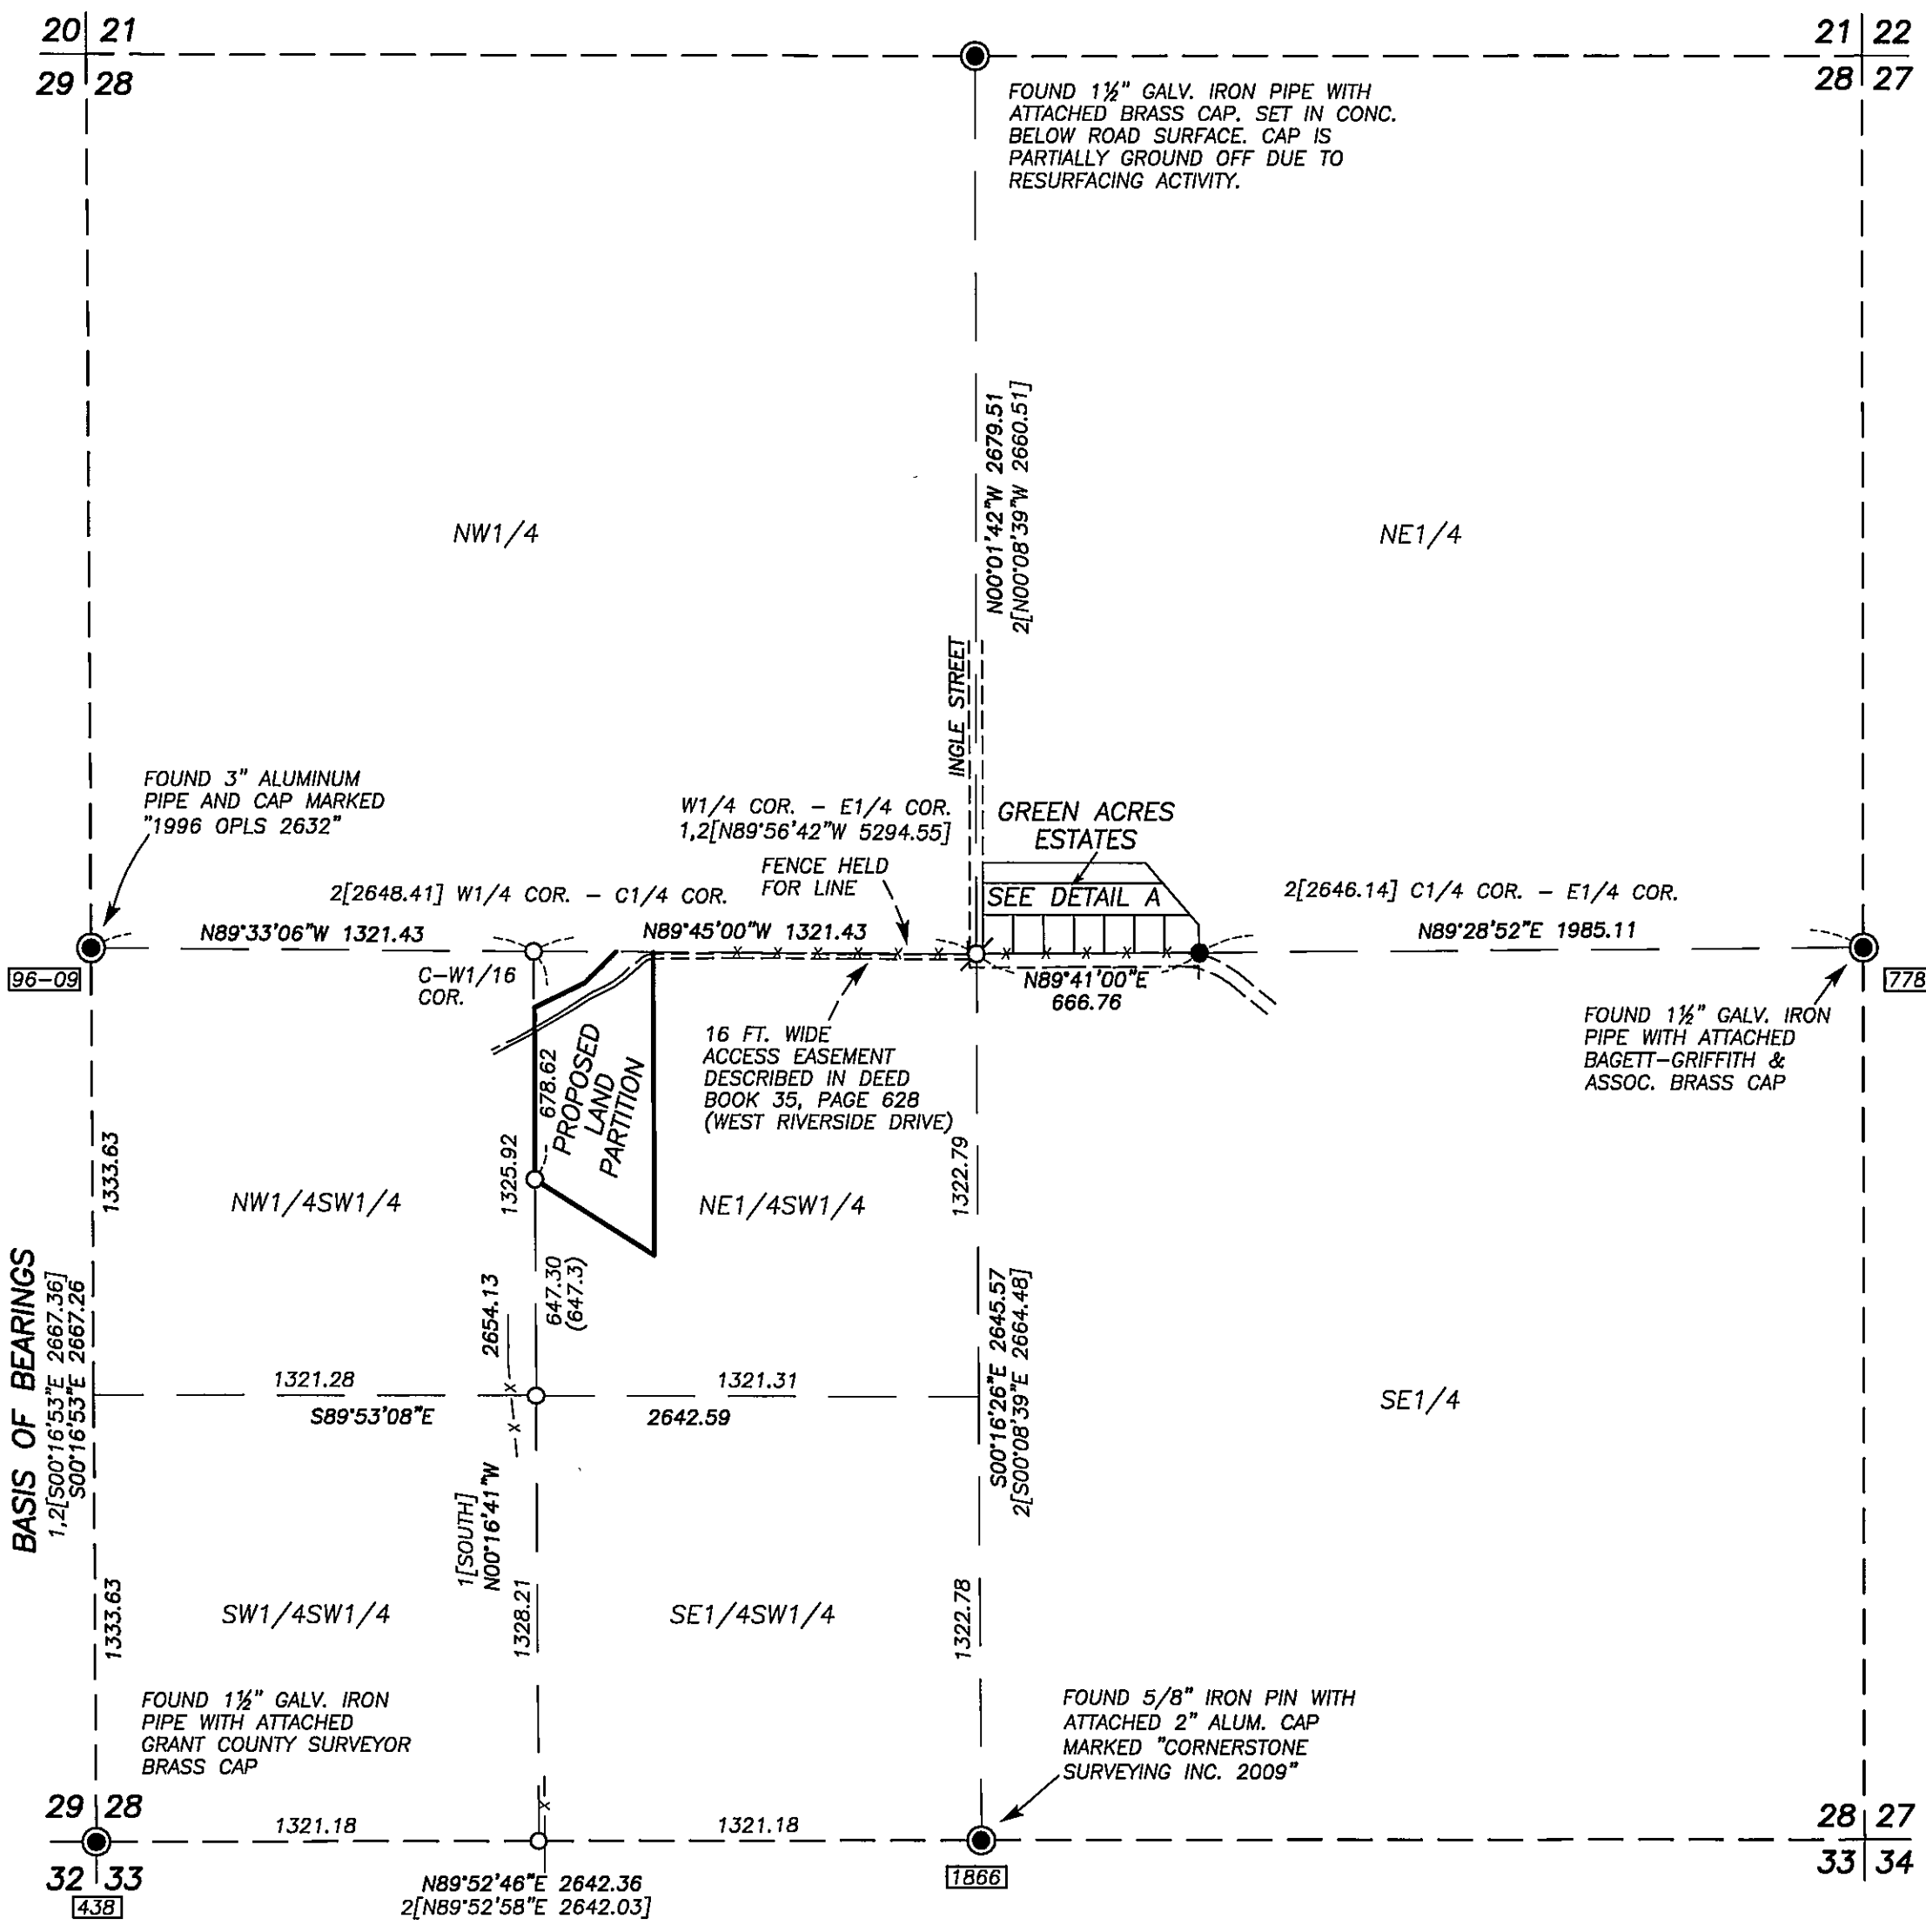 20 21
21 22
29 28
28 27
FOUND 1½" GALV. IRON PIPE WITH
ATTACHED BRASS CAP. SET IN CONC.
BELOW ROAD SURFACE. CAP IS
PARTIALLY GROUND OFF DUE TO
RESURFACING ACTIVITY.
N00°01'42"W 2679.51
2[N00°08'39"W 2660.51]
NW1/4
NE1/4
INGLE STREET
FOUND 3" ALUMINUM
PIPE AND CAP MARKED
"1996 OPLS 2632"
W1/4 COR. – E1/4 COR.
1,2[N89°56'42"W 5294.55]
GREEN ACRES
ESTATES
FENCE HELD
FOR LINE
SEE DETAIL A
2[2648.41] W1/4 COR. – C1/4 COR.
2[2646.14] C1/4 COR. – E1/4 COR.
N89°33'06"W 1321.43
N89°45'00"W 1321.43
N89°28'52"E 1985.11
96-09
C-W1/16
COR.
N89°41'00"E
666.76
778
16 FT. WIDE
ACCESS EASEMENT
DESCRIBED IN DEED
BOOK 35, PAGE 628
(WEST RIVERSIDE DRIVE)
FOUND 1½" GALV. IRON
PIPE WITH ATTACHED
BAGETT-GRIFFITH &
ASSOC. BRASS CAP
678.62
PROPOSED
LAND
PARTITION
1333.63
1325.92
1322.79
NW1/4SW1/4
NE1/4SW1/4
BASIS OF BEARINGS
1,2[S00°16'53"E 2667.36]
S00°16'53"E 2667.26
2654.13
647.30
(647.3)
S00°16'26"E 2645.57
2[S00°08'39"E 2664.48]
1321.28
1321.31
S89°53'08"E
2642.59
SE1/4
1[SOUTH]
N00°16'41"W
1333.63
1328.21
1322.78
SW1/4SW1/4
SE1/4SW1/4
FOUND 1½" GALV. IRON
PIPE WITH ATTACHED
GRANT COUNTY SURVEYOR
BRASS CAP
FOUND 5/8" IRON PIN WITH
ATTACHED 2" ALUM. CAP
MARKED "CORNERSTONE
SURVEYING INC. 2009"
29 28
28 27
1321.18
1321.18
32 33
33 34
438
1866
N89°52'46"E 2642.36
2[N89°52'58"E 2642.03]